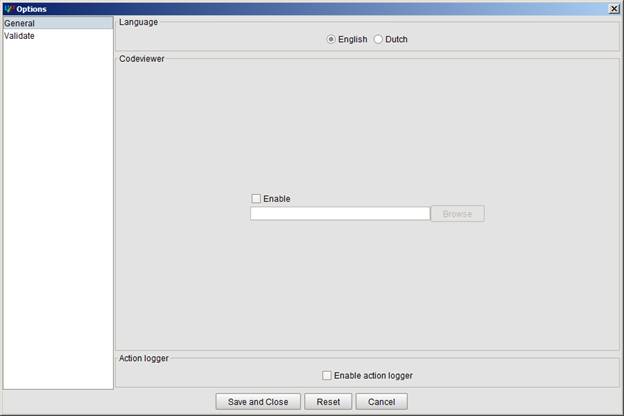 Options
General
Validate
Language
English Dutch
Codeviewer
Enable
Browse
Action logger
Enable action logger
Save and Close Reset Cancel